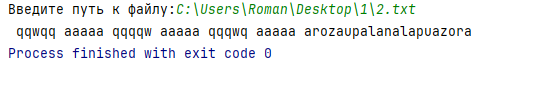 Введите путь к файлу:C:\Users\Roman\Desktop\1\2.txt
qqwqq aaaaa qqqqw aaaaa qqqwq aaaaa arozaupalanalapuazora
Process finished with exit code 0